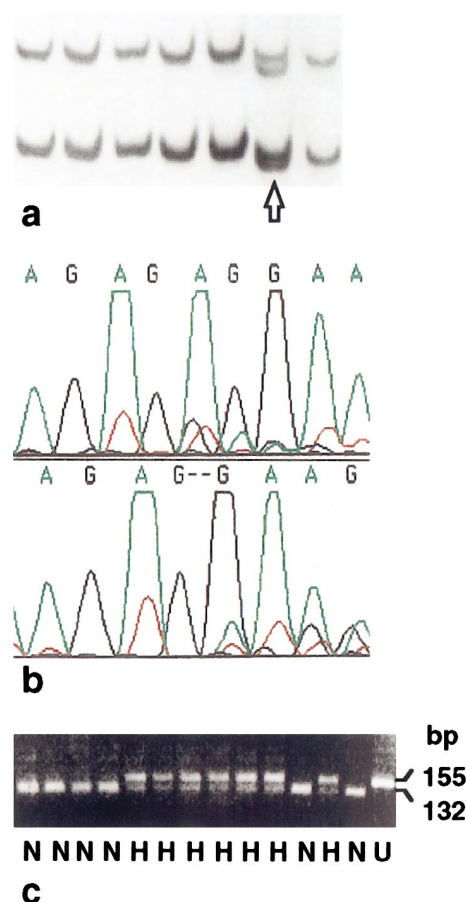 a
A G A G A G G A A
A G A G--G A A G
b
bp
155
132
N N N N H H H H H H N H N U
c